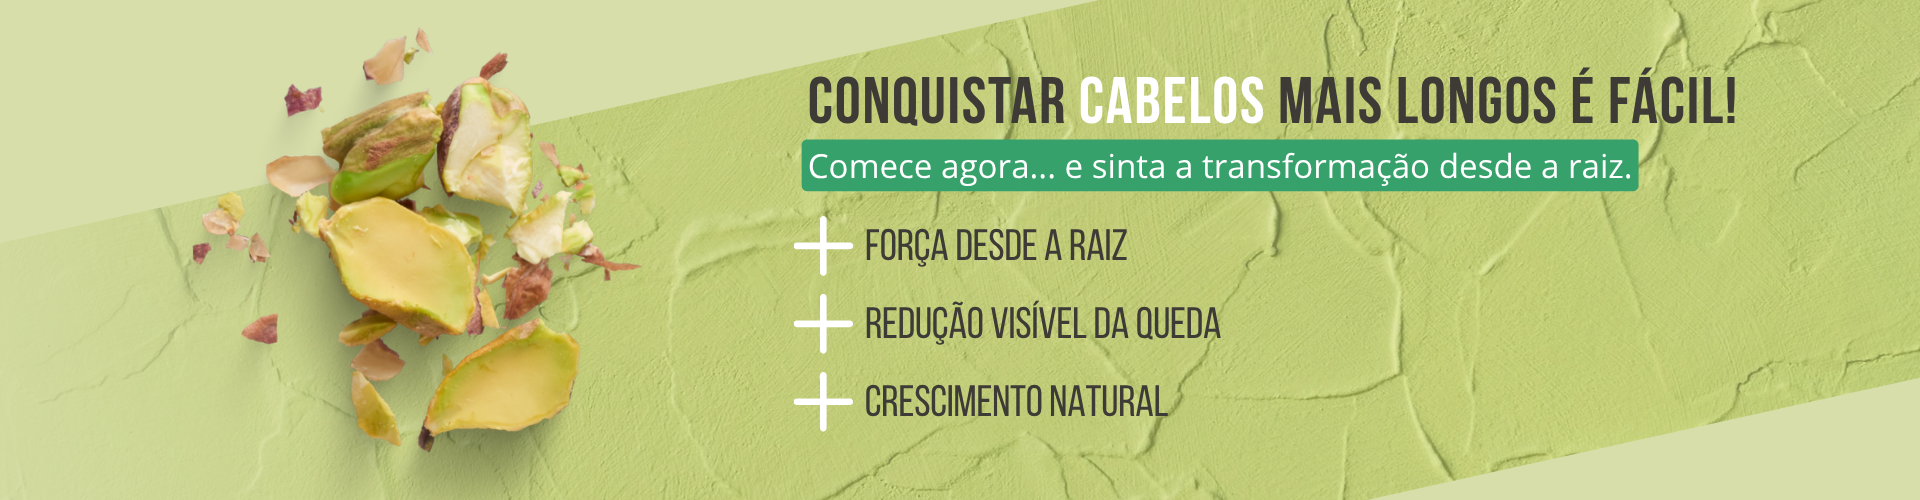 CONQUISTAR CABELOS MAIS LONGOS É FÁCIL!
Comece agora... e sinta a transformação desde a raiz.
FORÇA DESDE A RAIZ
REDUÇÃO VISÍVEL DA QUEDA
CRESCIMENTO NATURAL